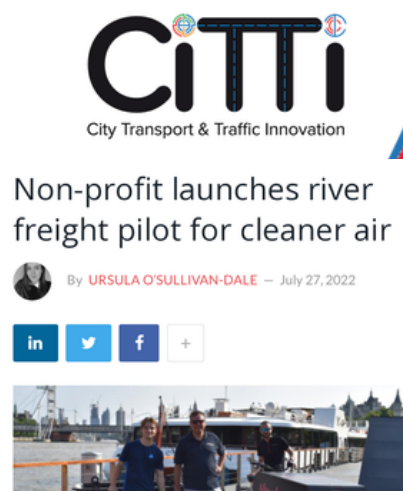 CiTTi
City Transport & Traffic Innovation
Non-profit launches river
freight pilot for cleaner air
By URSULA O'SULLIVAN-DALE — July 27, 2022
in f +